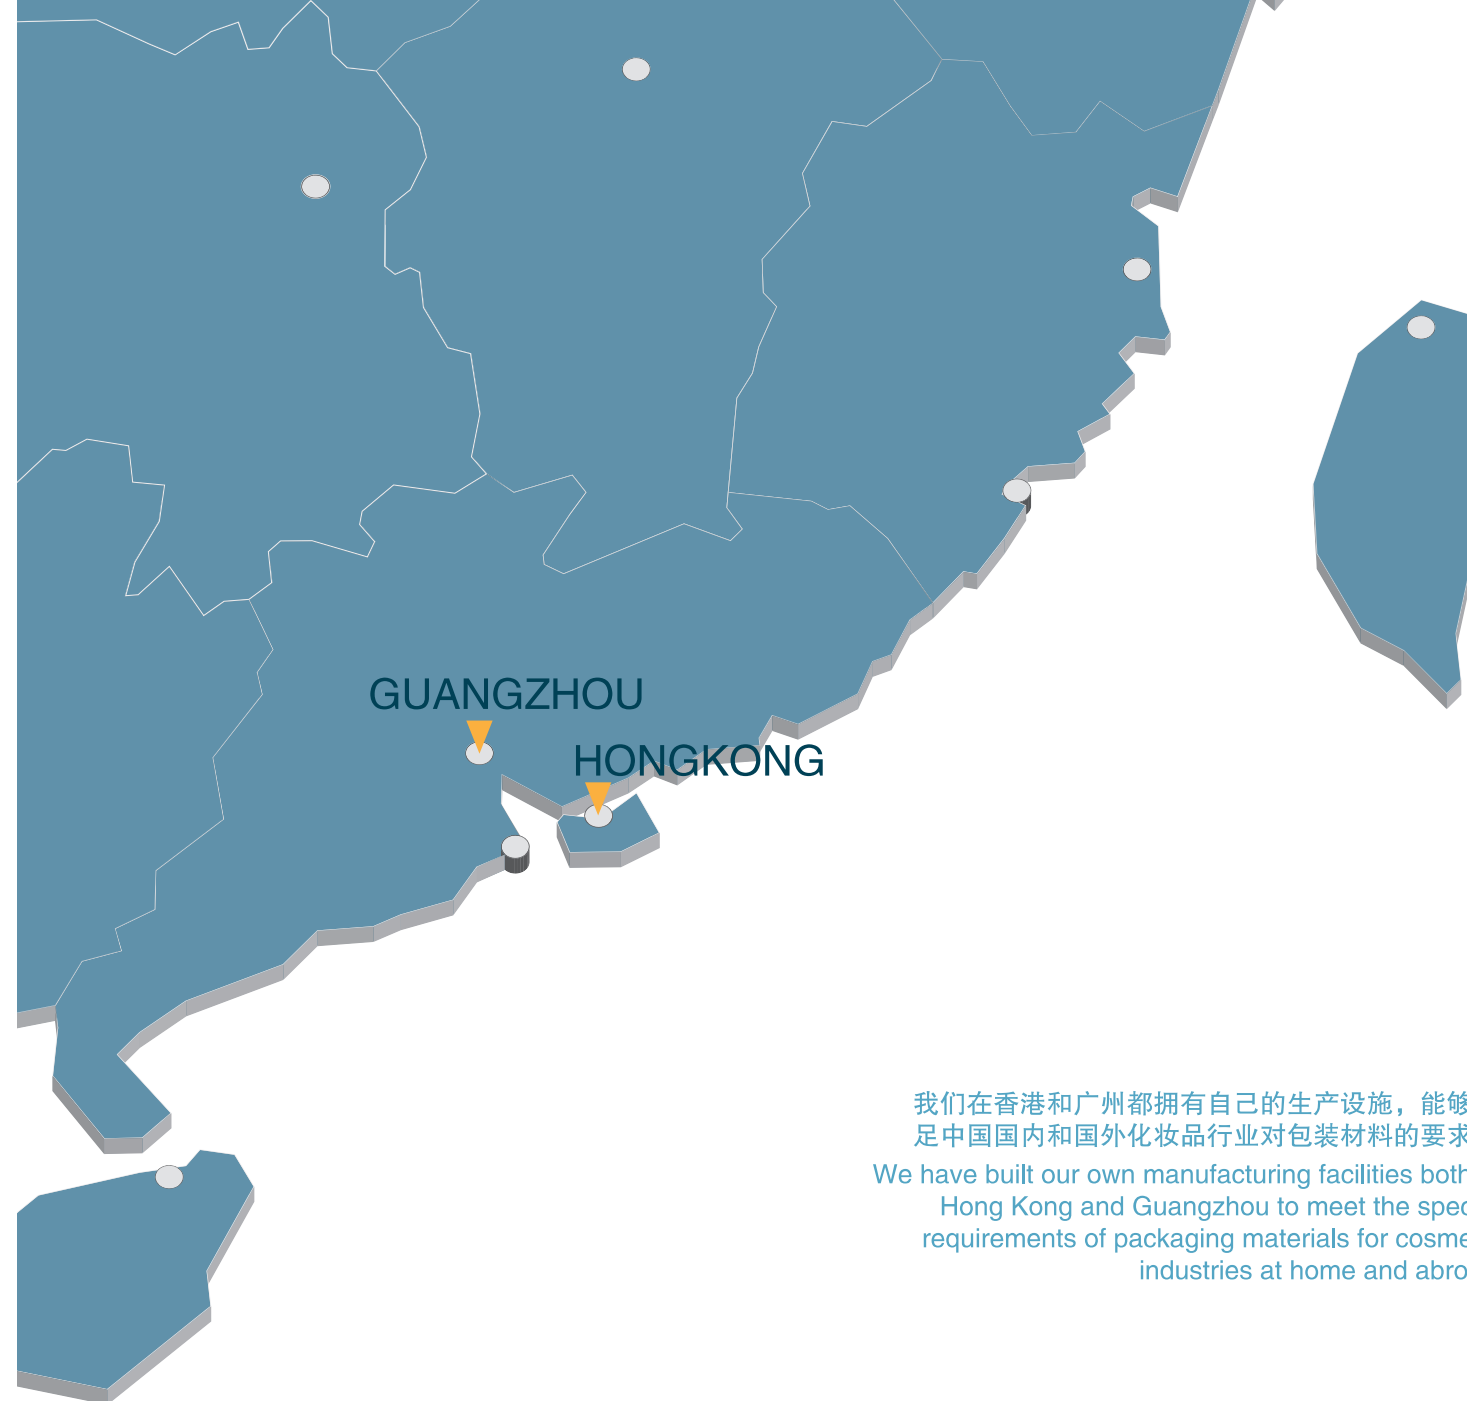 GUANGZHOU
HONGKONG
我们在香港和广州都拥有自己的生产设施，能够
足中国国内和国外化妆品行业对包装材料的要求
We have built our own manufacturing facilities both
Hong Kong and Guangzhou to meet the spec
requirements of packaging materials for cosme
industries at home and abro